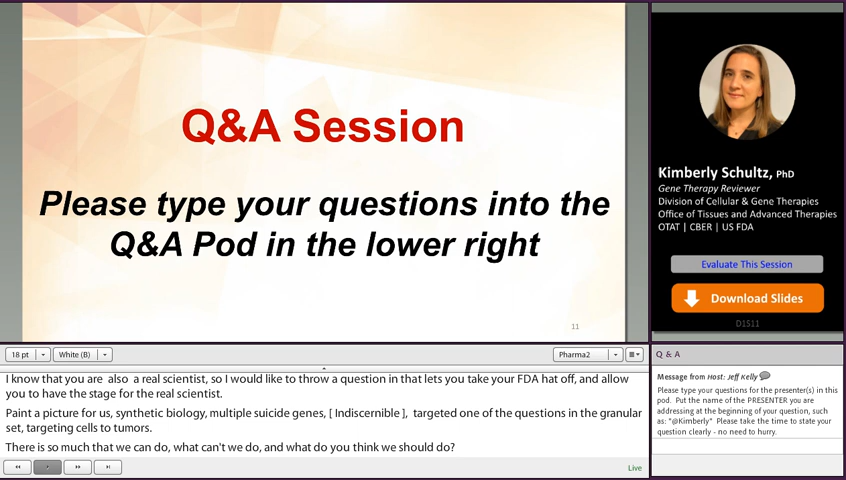 Q&A Session
Please type your questions into the
Q&A Pod in the lower right
11
Kimberly Schultz, PhD
Gene Therapy Reviewer
Division of Cellular & Gene Therapies
Office of Tissues and Advanced Therapies
OTAT | CBER | US FDA
Evaluate This Session
Download Slides
D1511
18 pt
White (B)
Pharma2
I know that you are also a real scientist, so I would like to throw a question in that lets you take your FDA hat off, and allow
you to have the stage for the real scientist.
Paint a picture for us, synthetic biology, multiple suicide genes, [ Indiscernible ], targeted one of the questions in the granular
set, targeting cells to tumors.
There is so much that we can do, what can't we do, and what do you think we should do?
Live
Q & A
Message from Host: Jeff Kelly
Please type your questions for the presenter(s) in this
pod. Put the name of the PRESENTER you are
addressing at the beginning of your question, such
as: "@Kimberly" Please take the time to state your
question clearly - no need to hurry.